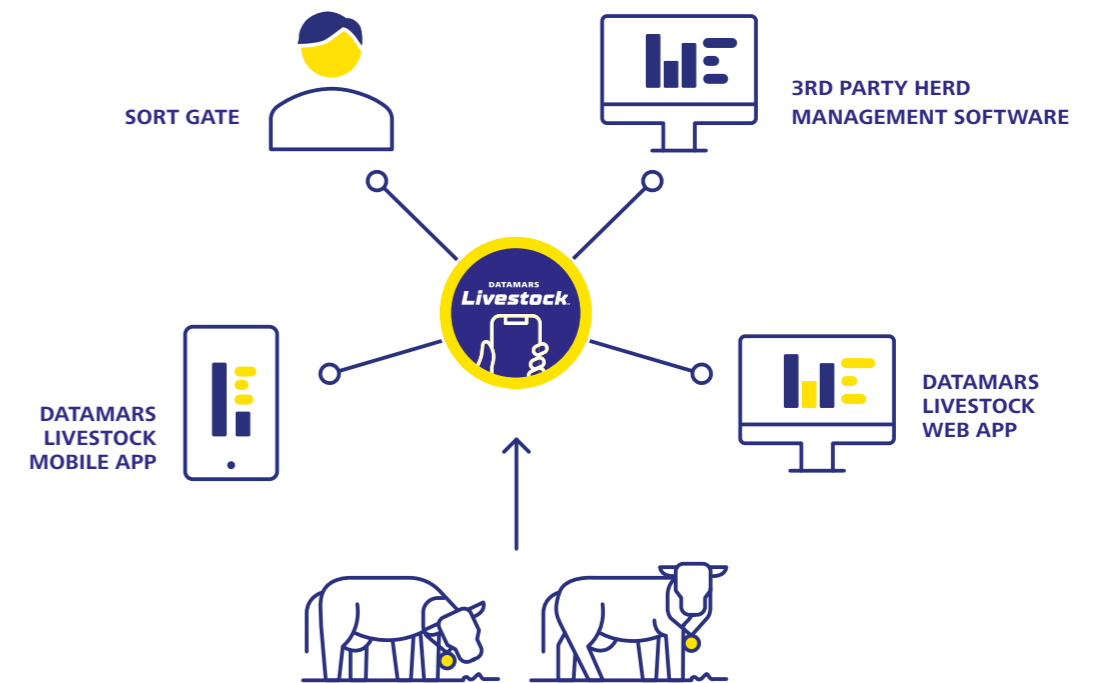 SORT GATE
3RD PARTY HERD
MANAGEMENT SOFTWARE
DATAMARS
Livestock
DATAMARS
LIVESTOCK
MOBILE APP
DATAMARS
LIVESTOCK
WEB APP